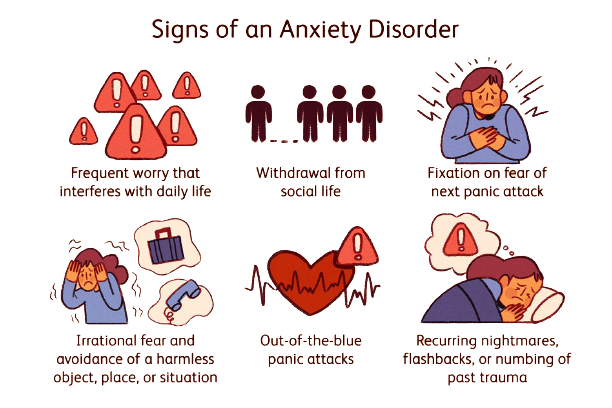 Signs of an Anxiety Disorder
Frequent worry that
interferes with daily life
Withdrawal from
social life
Fixation on fear of
next panic attack
Irrational fear and
avoidance of a harmless
object, place, or situation
Out-of-the-blue
panic attacks
Recurring nightmares,
flashbacks, or numbing of
past trauma